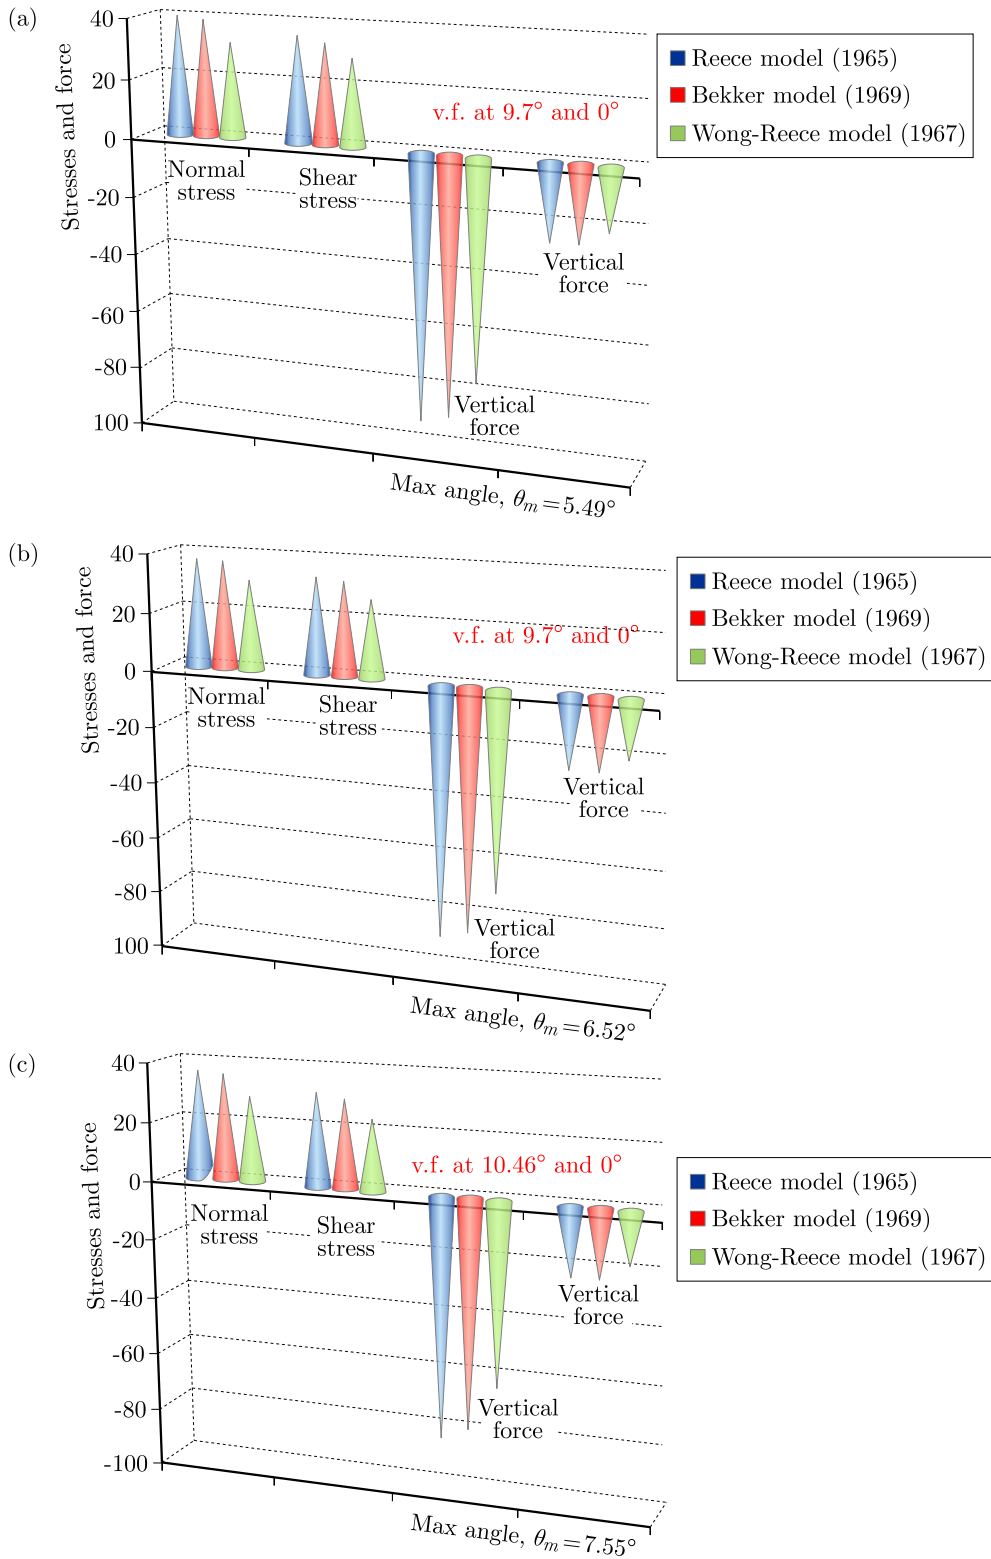 (a)
40
20
0
-20
-40
-60
-80
100
Stresses and force
Normal
stress
Shear
stress
v.f. at 9.7° and 0°
Vertical
force
Vertical
force
Max angle, θm=5.49°
Reece model (1965)
Bekker model (1969)
Wong-Reece model (1967)
(b)
40
20
0
-20
-40
-60
-80
100
Stresses and force
Normal
stress
Shear
stress
v.f. at 9.7° and 0°
Vertical
force
Vertical
force
Max angle, θm=6.52°
Reece model (1965)
Bekker model (1969)
Wong-Reece model (1967)
(c)
40
20
0
-20
-40
-60
-80
-100
Stresses and force
Normal
stress
Shear
stress
v.f. at 10.46° and 0°
Vertical
force
Vertical
force
Max angle, θm=7.55°
Reece model (1965)
Bekker model (1969)
Wong-Reece model (1967)